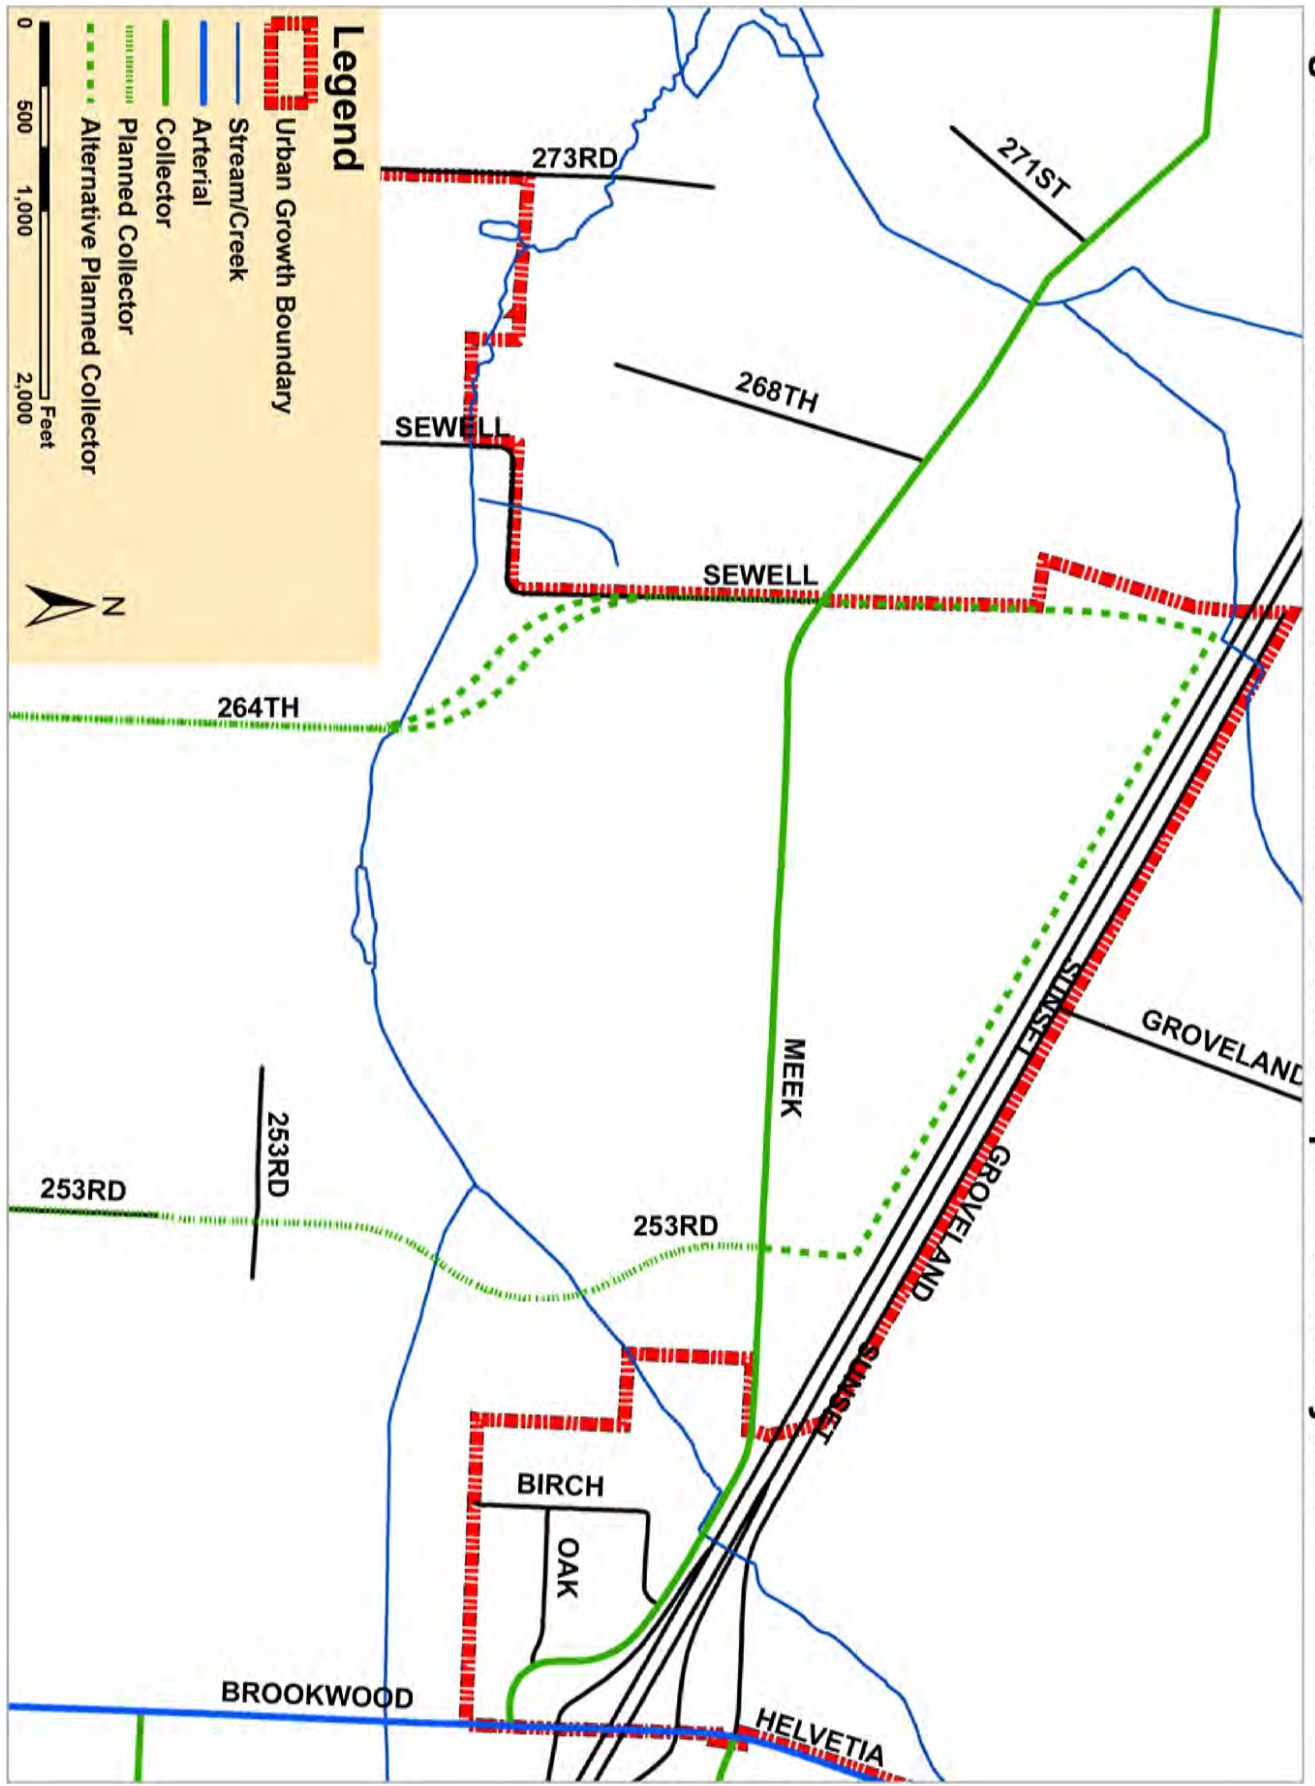 273RD
271ST
268TH
SEWELL
SEWELL
264TH
SUNSET
GROVELAND
MEEK
GROVELAND
253RD
253RD
253RD
SUNSET
BIRCH
OAK
BROOKWOOD
HELVETIA
Legend
Urban Growth Boundary
Stream/Creek
Arterial
Collector
Planned Collector
Alternative Planned Collector
0 500 1,000 2,000
Feet
N